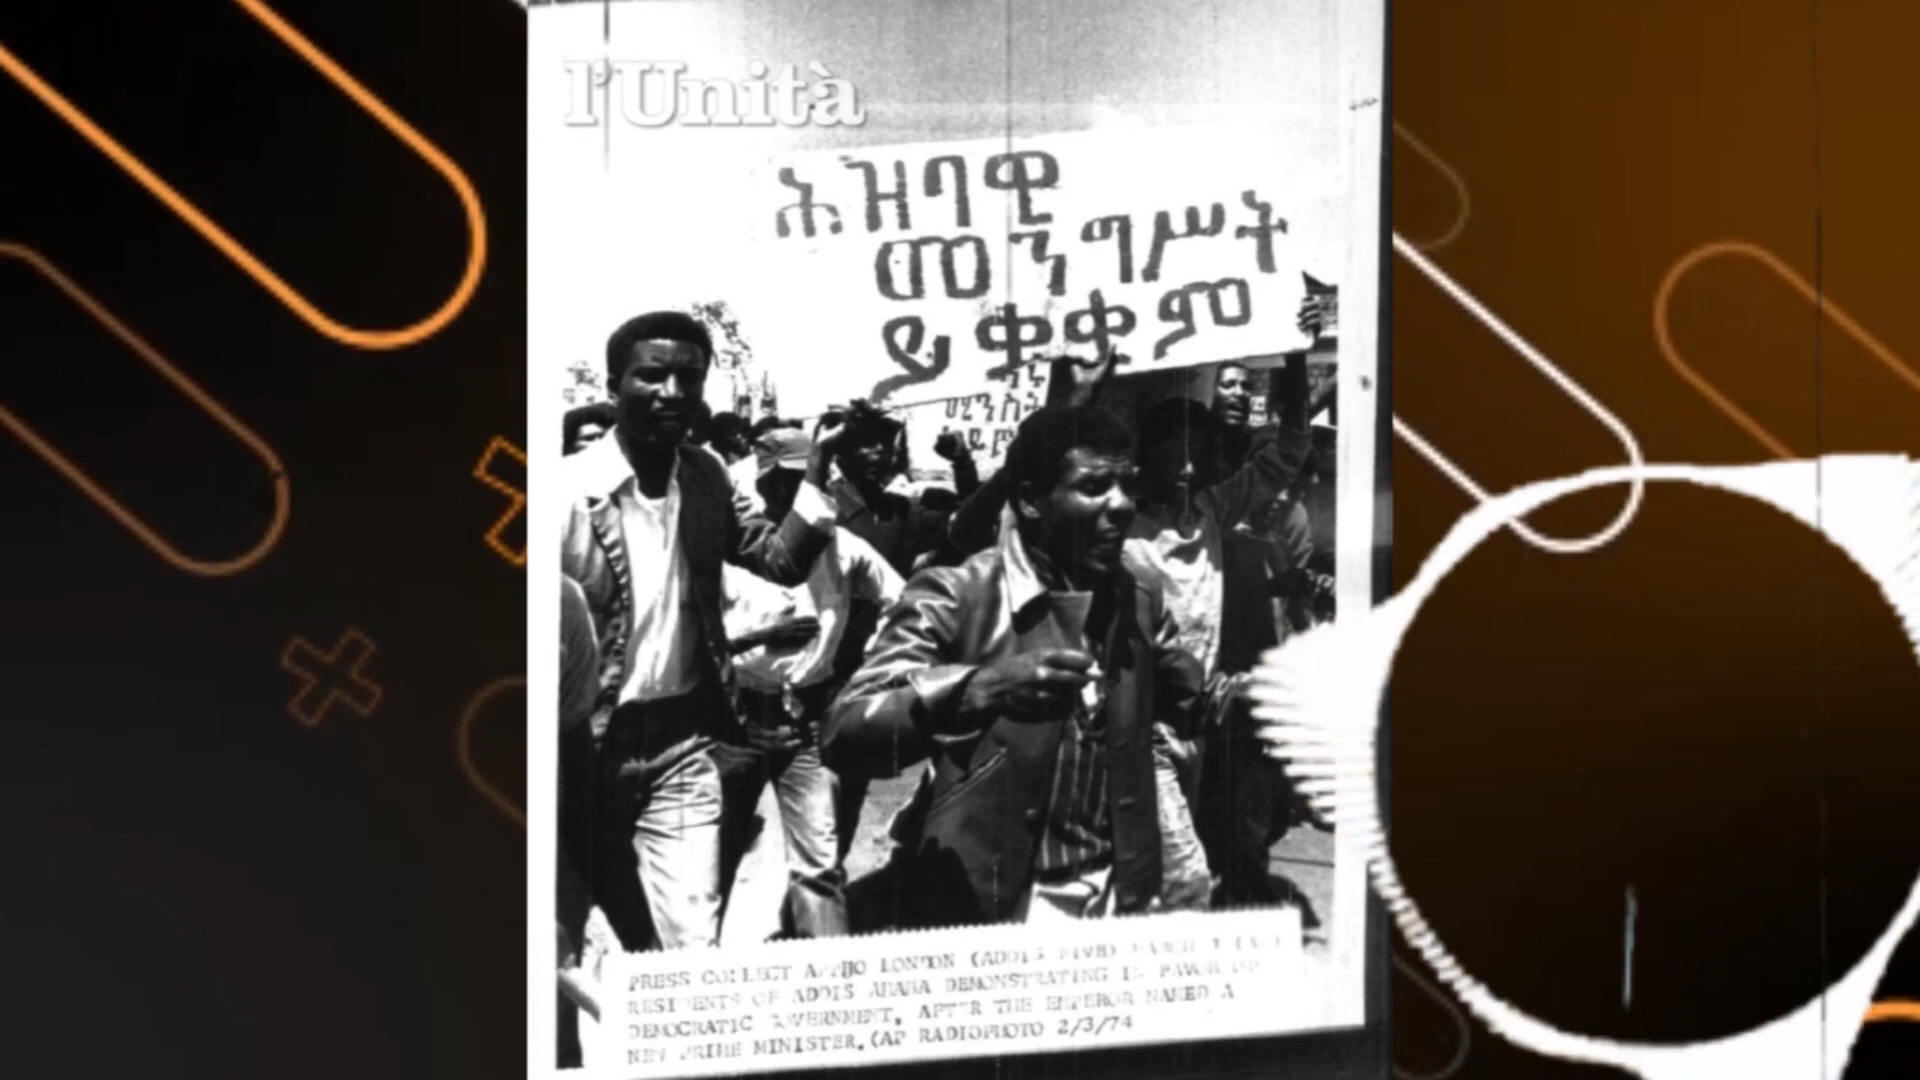 l'Unità
ሕዝባዊ
መንግሥት
ይቋቋም
PRESS COLLECT LONDON (ADDIS
RESIDENTS OF ADDIS ABABA DEMONSTRATING IN FAVOR OF
DEMOCRATIC GOVERNMENT, AFTER THE EMPEROR NAMED A
NEW PRIME MINISTER.(AP RADIOPHOTO 2/3/74